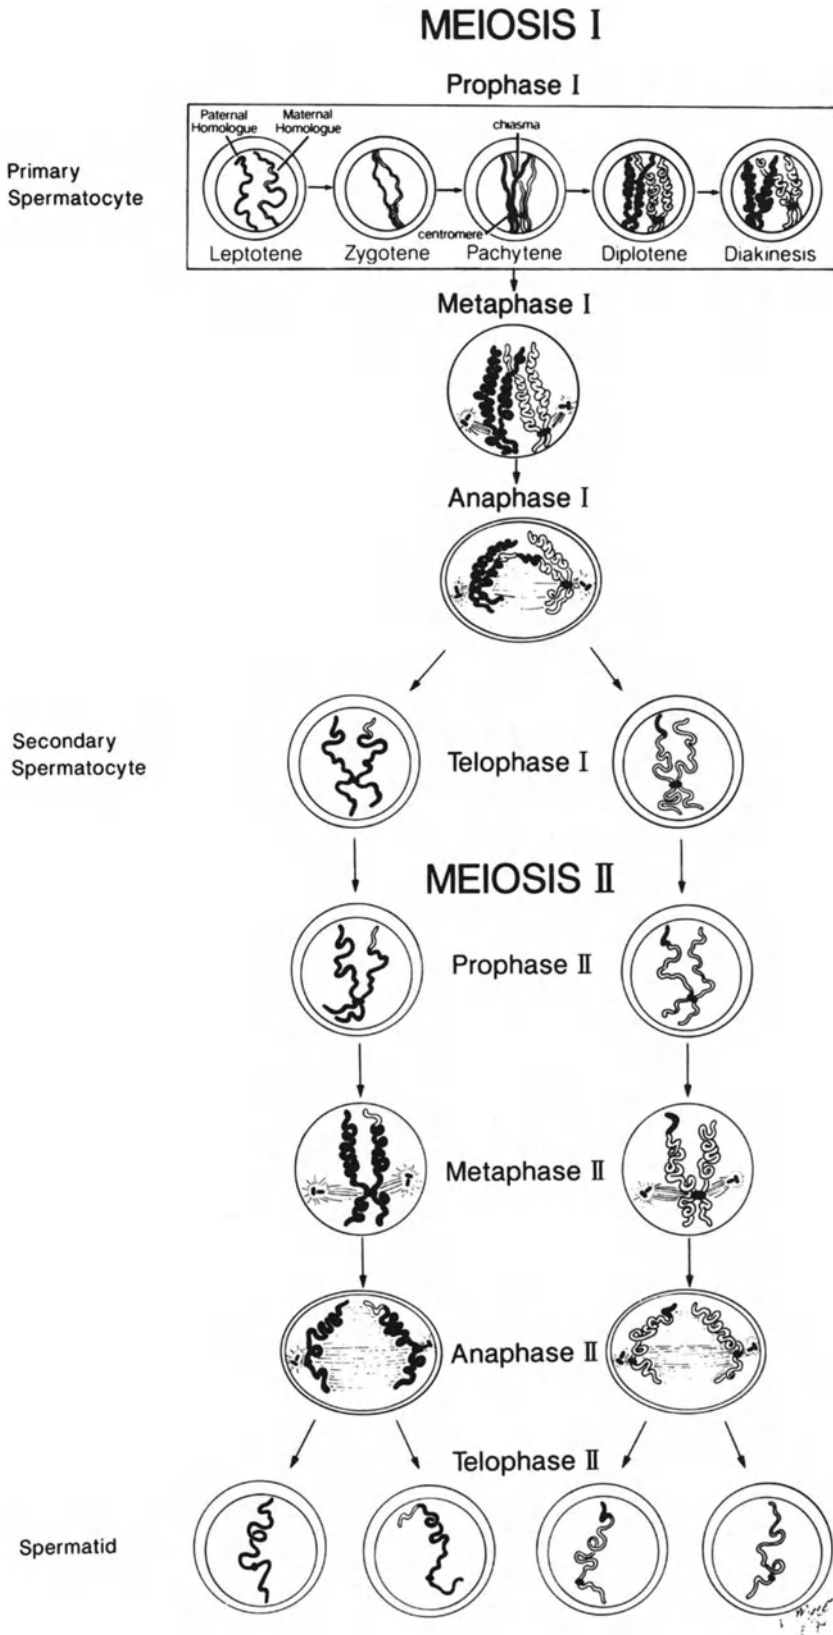 MEIOSIS I
Prophase I
Paternal
Homologue
Maternal
Homologue
chiasma
Primary
Spermatocyte
centromere
Leptotene
Zygotene
Pachytene
Diplotene
Diakinesis
Metaphase I
Anaphase I
Secondary
Spermatocyte
Telophase I
MEIOSIS II
Prophase II
Metaphase II
Anaphase II
Telophase II
Spermatid